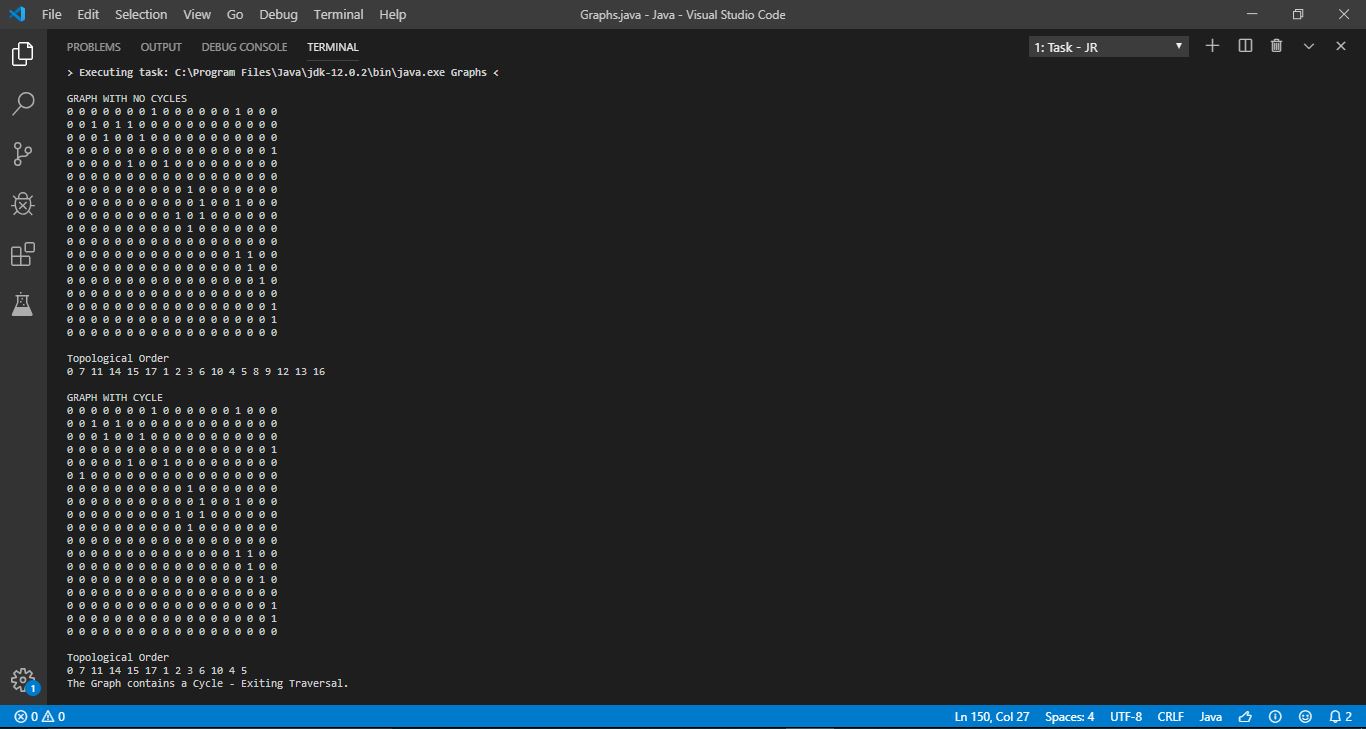 File Edit Selection View Go Debug Terminal Help Graphs.java - Java - Visual Studio Code
PROBLEMS OUTPUT DEBUG CONSOLE TERMINAL 1: Task - JR
> Executing task: C:\Program Files\Java\jdk-12.0.2\bin\java.exe Graphs <
GRAPH WITH NO CYCLES
0 0 0 0 0 0 0 1 0 0 0 0 0 0 1 0 0 0
0 0 1 0 1 1 0 0 0 0 0 0 0 0 0 0 0 0
0 0 0 1 0 0 1 0 0 0 0 0 0 0 0 0 0 0
0 0 0 0 0 0 0 0 0 0 0 0 0 0 0 0 0 1
0 0 0 0 0 1 0 0 1 0 0 0 0 0 0 0 0 0
0 0 0 0 0 0 0 0 0 0 0 0 0 0 0 0 0 0
0 0 0 0 0 0 0 0 0 0 1 0 0 0 0 0 0 0
0 0 0 0 0 0 0 0 0 0 0 1 0 0 1 0 0 0
0 0 0 0 0 0 0 0 0 1 0 1 0 0 0 0 0 0
0 0 0 0 0 0 0 0 0 0 1 0 0 0 0 0 0 0
0 0 0 0 0 0 0 0 0 0 0 0 0 0 0 0 0 0
0 0 0 0 0 0 0 0 0 0 0 0 0 0 1 1 0 0
0 0 0 0 0 0 0 0 0 0 0 0 0 0 0 1 0 0
0 0 0 0 0 0 0 0 0 0 0 0 0 0 0 0 1 0
0 0 0 0 0 0 0 0 0 0 0 0 0 0 0 0 0 0
0 0 0 0 0 0 0 0 0 0 0 0 0 0 0 0 0 1
0 0 0 0 0 0 0 0 0 0 0 0 0 0 0 0 0 1
0 0 0 0 0 0 0 0 0 0 0 0 0 0 0 0 0 0
Topological Order
0 7 11 14 15 17 1 2 3 6 10 4 5 8 9 12 13 16
GRAPH WITH CYCLE
0 0 0 0 0 0 0 1 0 0 0 0 0 0 1 0 0 0
0 0 1 0 1 0 0 0 0 0 0 0 0 0 0 0 0 0
0 0 0 1 0 0 1 0 0 0 0 0 0 0 0 0 0 0
0 0 0 0 0 0 0 0 0 0 0 0 0 0 0 0 0 1
0 0 0 0 0 1 0 0 1 0 0 0 0 0 0 0 0 0
0 1 0 0 0 0 0 0 0 0 0 0 0 0 0 0 0 0
0 0 0 0 0 0 0 0 0 0 1 0 0 0 0 0 0 0
0 0 0 0 0 0 0 0 0 0 0 1 0 0 1 0 0 0
0 0 0 0 0 0 0 0 0 1 0 1 0 0 0 0 0 0
0 0 0 0 0 0 0 0 0 0 1 0 0 0 0 0 0 0
0 0 0 0 0 0 0 0 0 0 0 0 0 0 0 0 0 0
0 0 0 0 0 0 0 0 0 0 0 0 0 0 1 1 0 0
0 0 0 0 0 0 0 0 0 0 0 0 0 0 0 1 0 0
0 0 0 0 0 0 0 0 0 0 0 0 0 0 0 0 1 0
0 0 0 0 0 0 0 0 0 0 0 0 0 0 0 0 0 0
0 0 0 0 0 0 0 0 0 0 0 0 0 0 0 0 0 1
0 0 0 0 0 0 0 0 0 0 0 0 0 0 0 0 0 1
0 0 0 0 0 0 0 0 0 0 0 0 0 0 0 0 0 0
Topological Order
0 7 11 14 15 17 1 2 3 6 10 4 5
The Graph contains a Cycle - Exiting Traversal.
1
0 0 Ln 150, Col 27 Spaces: 4 UTF-8 CRLF Java 2